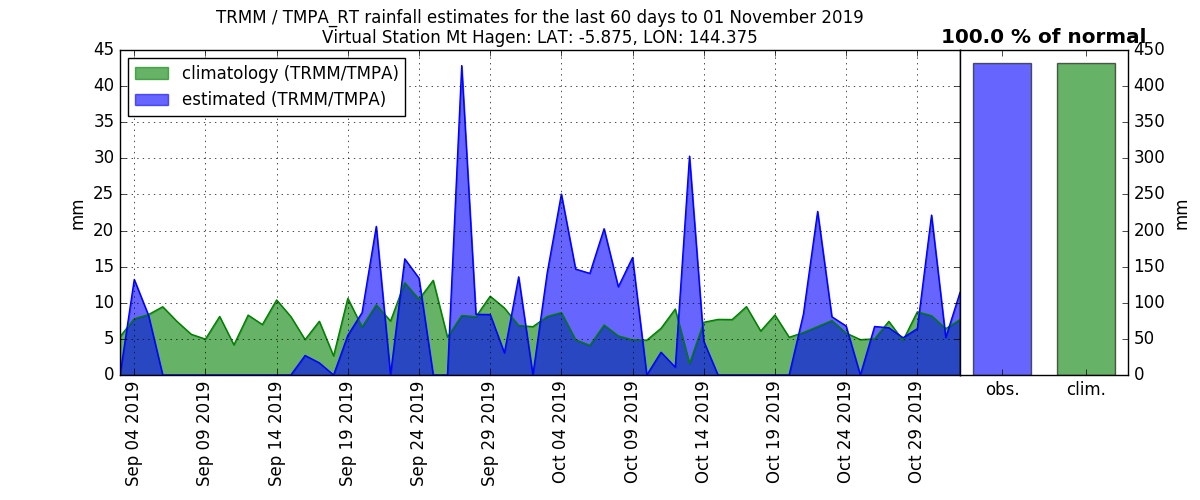 TRMM / TMPA_RT rainfall estimates for the last 60 days to 01 November 2019
Virtual Station Mt Hagen: LAT: -5.875, LON: 144.375
100.0 % of normal
climatology (TRMM/TMPA)
estimated (TRMM/TMPA)
45
40
35
30
25
20
15
10
5
0
mm
Sep 04 2019
Sep 09 2019
Sep 14 2019
Sep 19 2019
Sep 24 2019
Sep 29 2019
Oct 04 2019
Oct 09 2019
Oct 14 2019
Oct 19 2019
Oct 24 2019
Oct 29 2019
obs.
clim.
450
400
350
300
250
200
150
100
50
0
mm